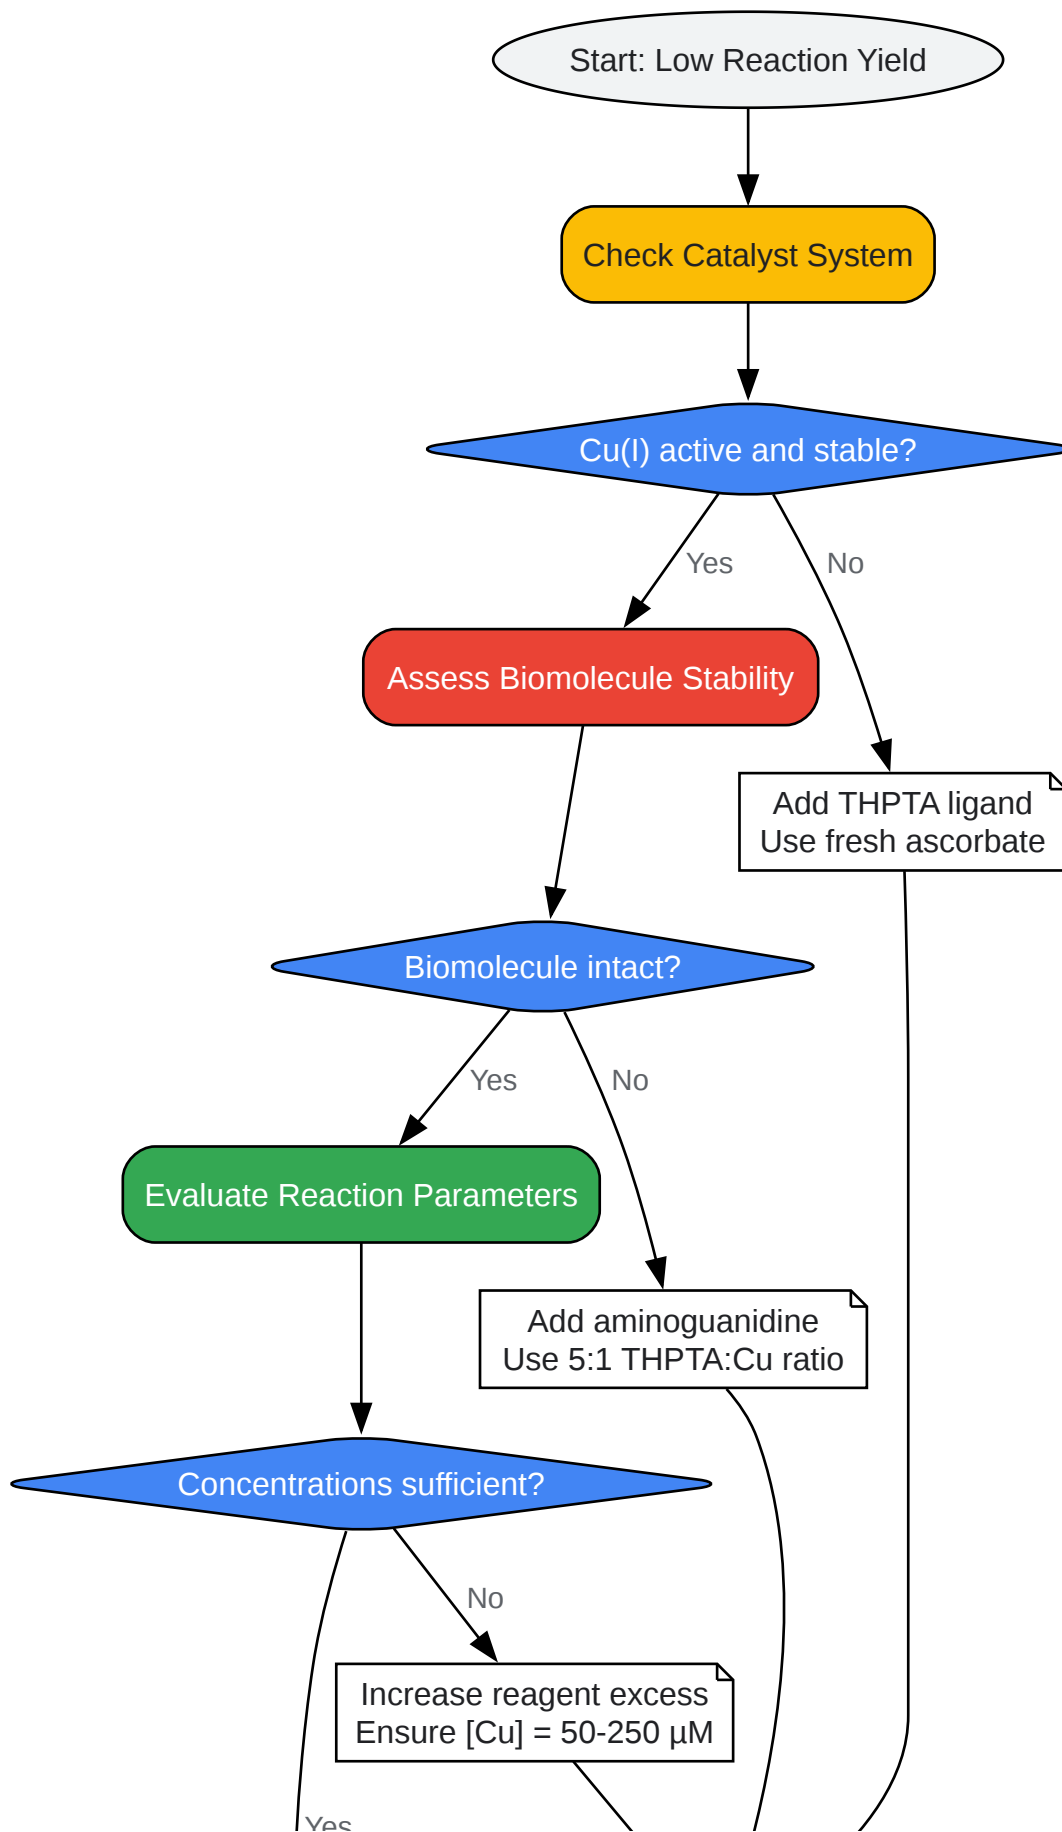 Start: Low Reaction Yield
Check Catalyst System
Cu(I) active and stable?
Yes
No
Assess Biomolecule Stability
Add THPTA ligand
Use fresh ascorbate
Biomolecule intact?
Yes
No
Evaluate Reaction Parameters
Add aminoguanidine
Use 5:1 THPTA:Cu ratio
Concentrations sufficient?
No
Increase reagent excess
Ensure [Cu] = 50-250 µM
Yes